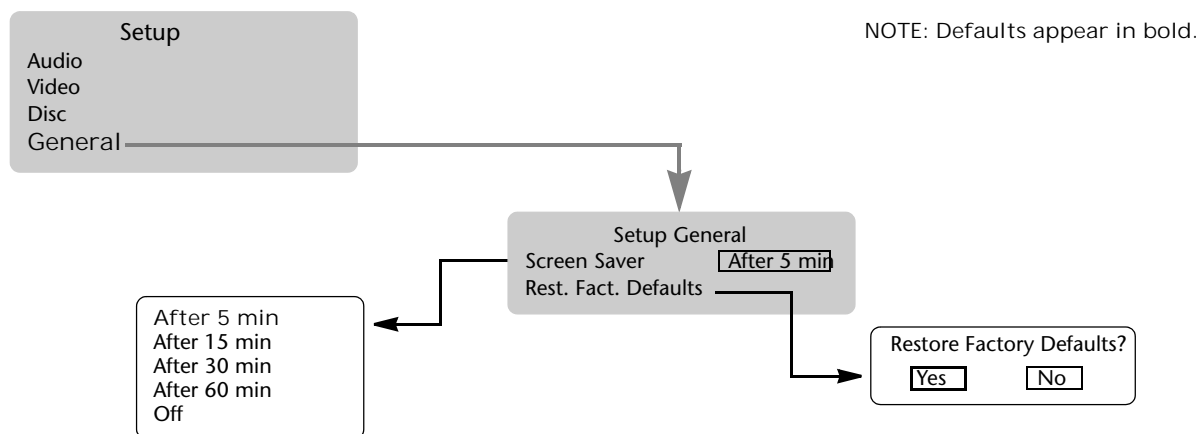 Setup
NOTE: Defaults appear in bold.
Audio
Video
Disc
General
Setup General
Screen Saver After 5 min
Rest. Fact. Defaults
After 5 min
After 15 min
After 30 min
After 60 min
Off
Restore Factory Defaults?
Yes No